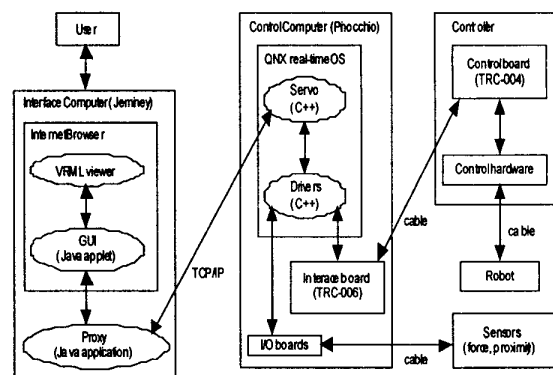 User
Interface Computer (Jeminey)
Internet Browser
VRML viewer
GUI
(Java applet)
Proxy
(Java application)
TCP/IP
Control Computer (Phocchio)
QNX real-time OS
Servo
(C++)
Drivers
(C++)
Interace board
(TRC-006)
I/O boards
cable
cable
Controller
Control board
(TRC-004)
Control hardware
cable
Robot
Sensors
(force, proximity)